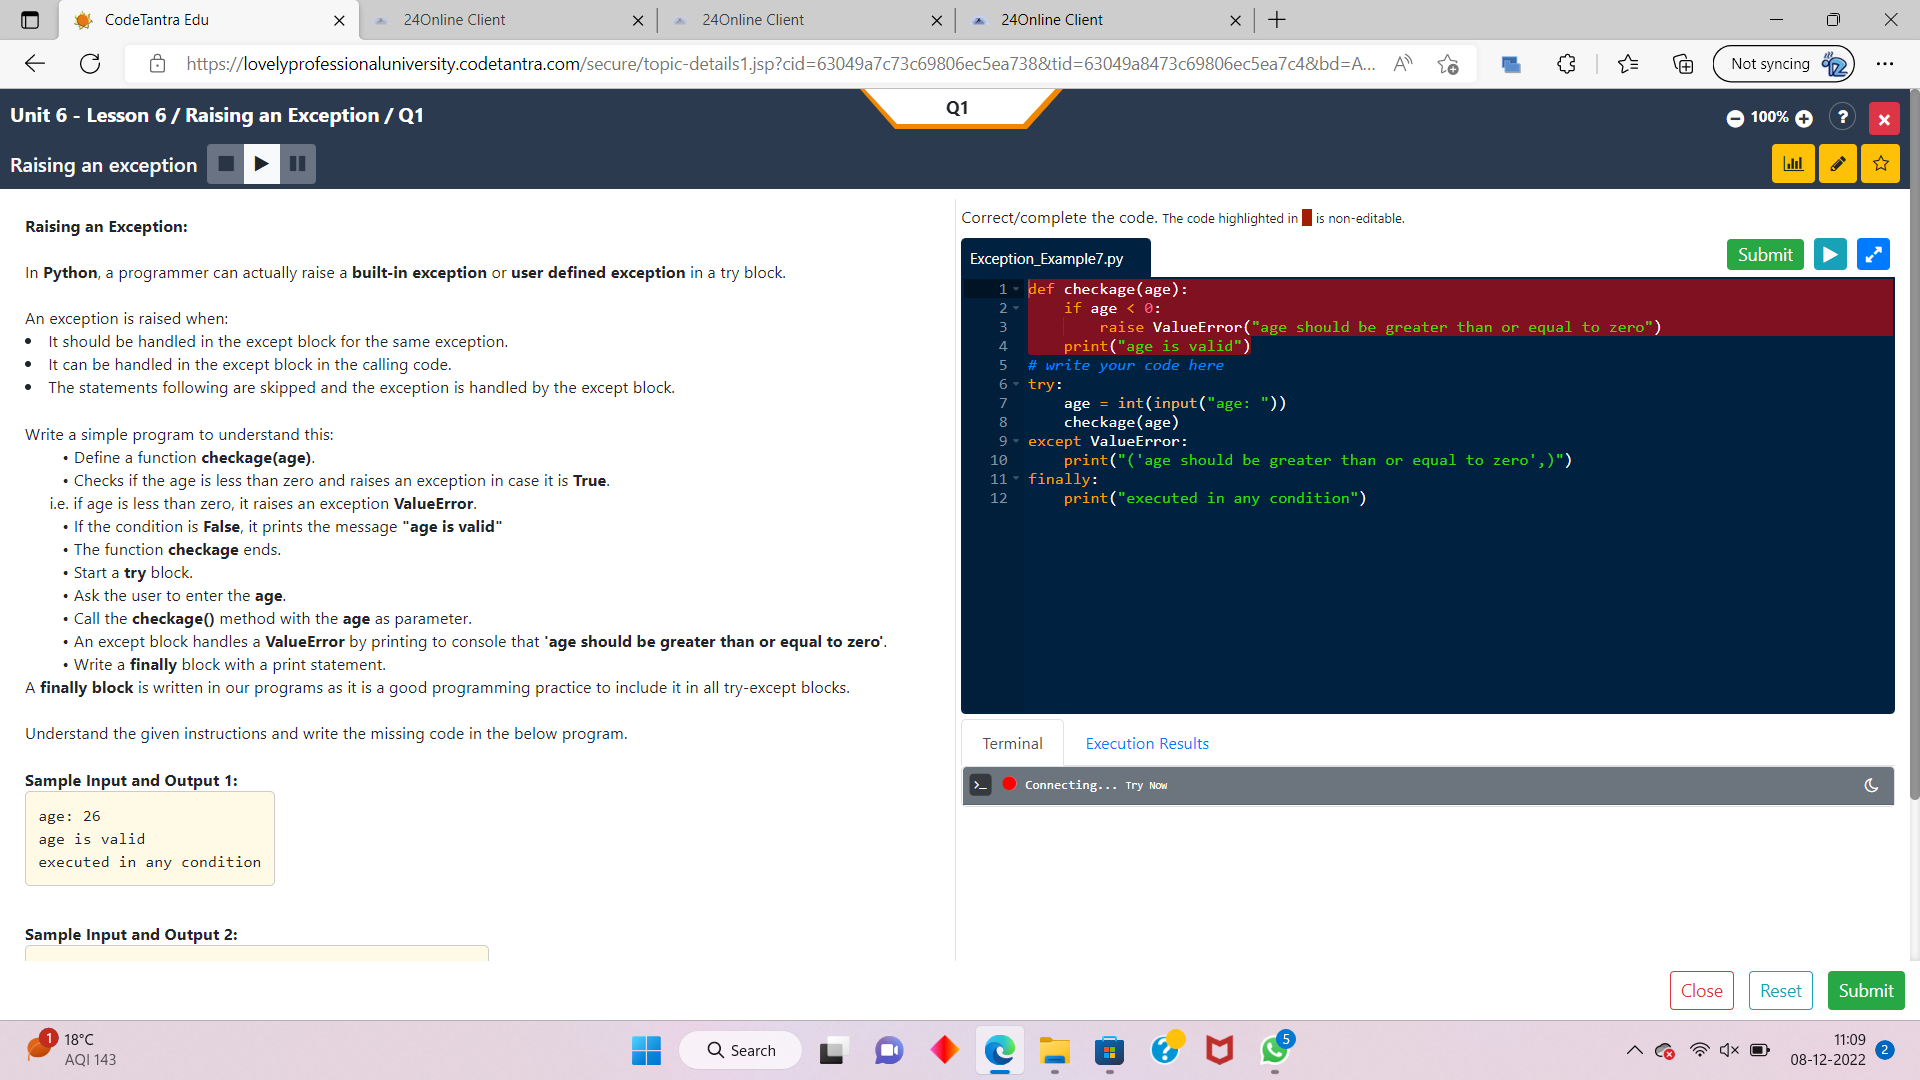 CodeTantra Edu
24Online Client
24Online Client
24Online Client
https://lovelyprofessionaluniversity.codetantra.com/secure/topic-details1.jsp?cid=63049a7c73c69806ec5ea738&tid=63049a8473c69806ec5ea7c4&bd=A...
Not syncing
Unit 6 - Lesson 6 / Raising an Exception / Q1
Q1
100%
?
Raising an exception
Raising an Exception:
In Python, a programmer can actually raise a built-in exception or user defined exception in a try block.
An exception is raised when:
• It should be handled in the except block for the same exception.
• It can be handled in the except block in the calling code.
• The statements following are skipped and the exception is handled by the except block.
Write a simple program to understand this:
• Define a function checkage(age).
• Checks if the age is less than zero and raises an exception in case it is True.
i.e. if age is less than zero, it raises an exception ValueError.
• If the condition is False, it prints the message "age is valid"
• The function checkage ends.
• Start a try block.
• Ask the user to enter the age.
• Call the checkage() method with the age as parameter.
• An except block handles a ValueError by printing to console that 'age should be greater than or equal to zero'.
• Write a finally block with a print statement.
A finally block is written in our programs as it is a good programming practice to include it in all try-except blocks.
Understand the given instructions and write the missing code in the below program.
Sample Input and Output 1:
age: 26
age is valid
executed in any condition
Sample Input and Output 2:
Correct/complete the code. The code highlighted in is non-editable.
Exception_Example7.py
Submit
1 def checkage(age):
2 if age < 0:
3 raise ValueError("age should be greater than or equal to zero")
4 print("age is valid")
5 # write your code here
6 try:
7 age = int(input("age: "))
8 checkage(age)
9 except ValueError:
10 print("('age should be greater than or equal to zero',)")
11 finally:
12 print("executed in any condition")
Terminal
Execution Results
Connecting... Try Now
Close
Reset
Submit
1
18°C
AQI 143
Search
5
11:09
08-12-2022
2